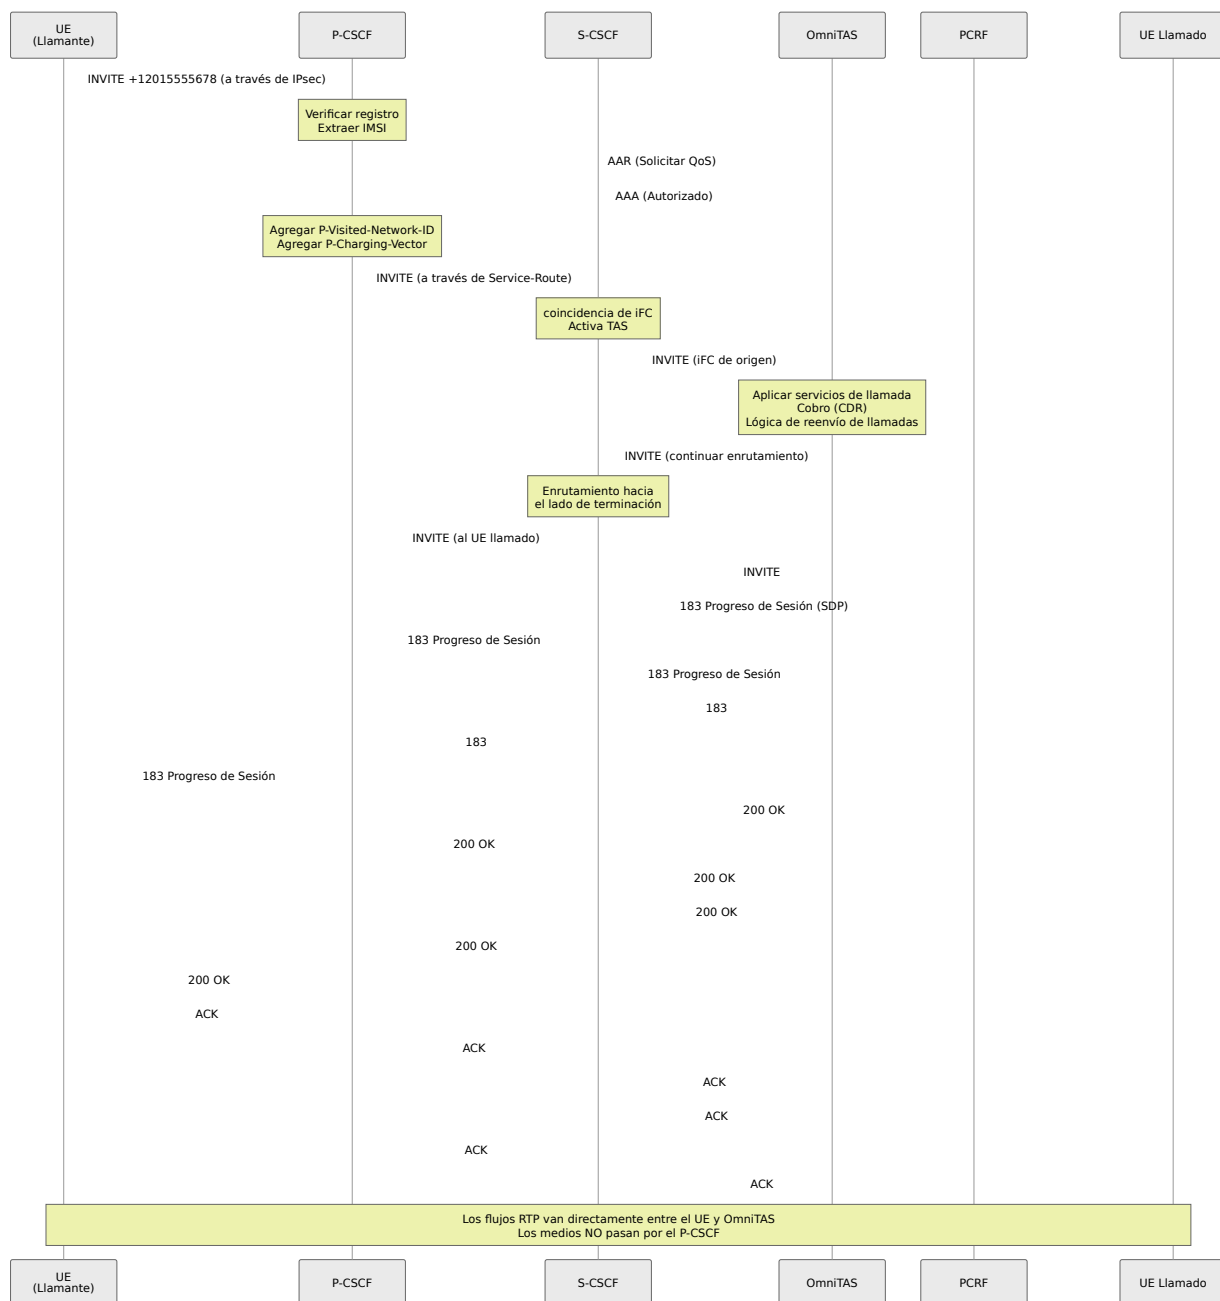 UE
(Llamante)
P-CSCF
S-CSCF
OmniTAS
PCRF
UE Llamado
INVITE +12015555678 (a través de IPsec)
Verificar registro
Extraer IMSI
AAR (Solicitar QoS)
AAA (Autorizado)
Agregar P-Visited-Network-ID
Agregar P-Charging-Vector
INVITE (a través de Service-Route)
coincidencia de iFC
Activa TAS
INVITE (iFC de origen)
Aplicar servicios de llamada
Cobro (CDR)
Lógica de reenvío de llamadas
INVITE (continuar enrutamiento)
Enrutamiento hacia
el lado de terminación
INVITE (al UE llamado)
INVITE
183 Progreso de Sesión (SDP)
183 Progreso de Sesión
183 Progreso de Sesión
183
183
183 Progreso de Sesión
200 OK
200 OK
200 OK
200 OK
200 OK
200 OK
ACK
ACK
ACK
ACK
ACK
ACK
Los flujos RTP van directamente entre el UE y OmniTAS
Los medios NO pasan por el P-CSCF
UE
(Llamante)
P-CSCF
S-CSCF
OmniTAS
PCRF
UE Llamado